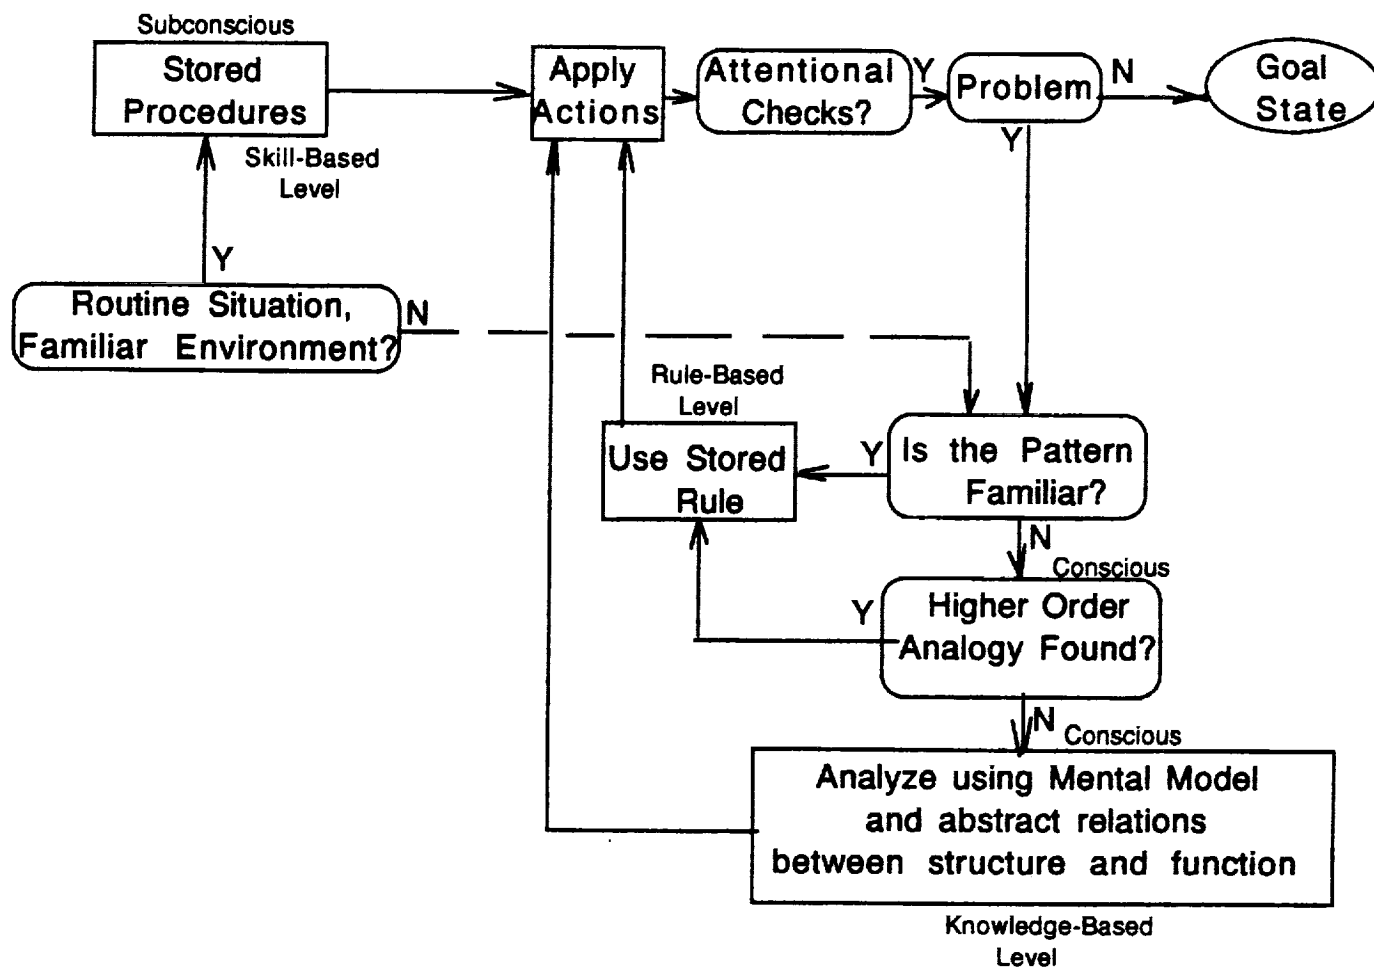 Subconscious
Stored
Procedures
Skill-Based
Level
Apply
Actions
Attentional
Checks?
Y
Problem
N
Y
Goal
State
Y
Routine Situation,
Familiar Environment?
N
Rule-Based
Level
Use Stored
Rule
Y
Is the Pattern
Familiar?
N
Conscious
Y
Higher Order
Analogy Found?
N
Conscious
Analyze using Mental Model
and abstract relations
between structure and function
Knowledge-Based
Level